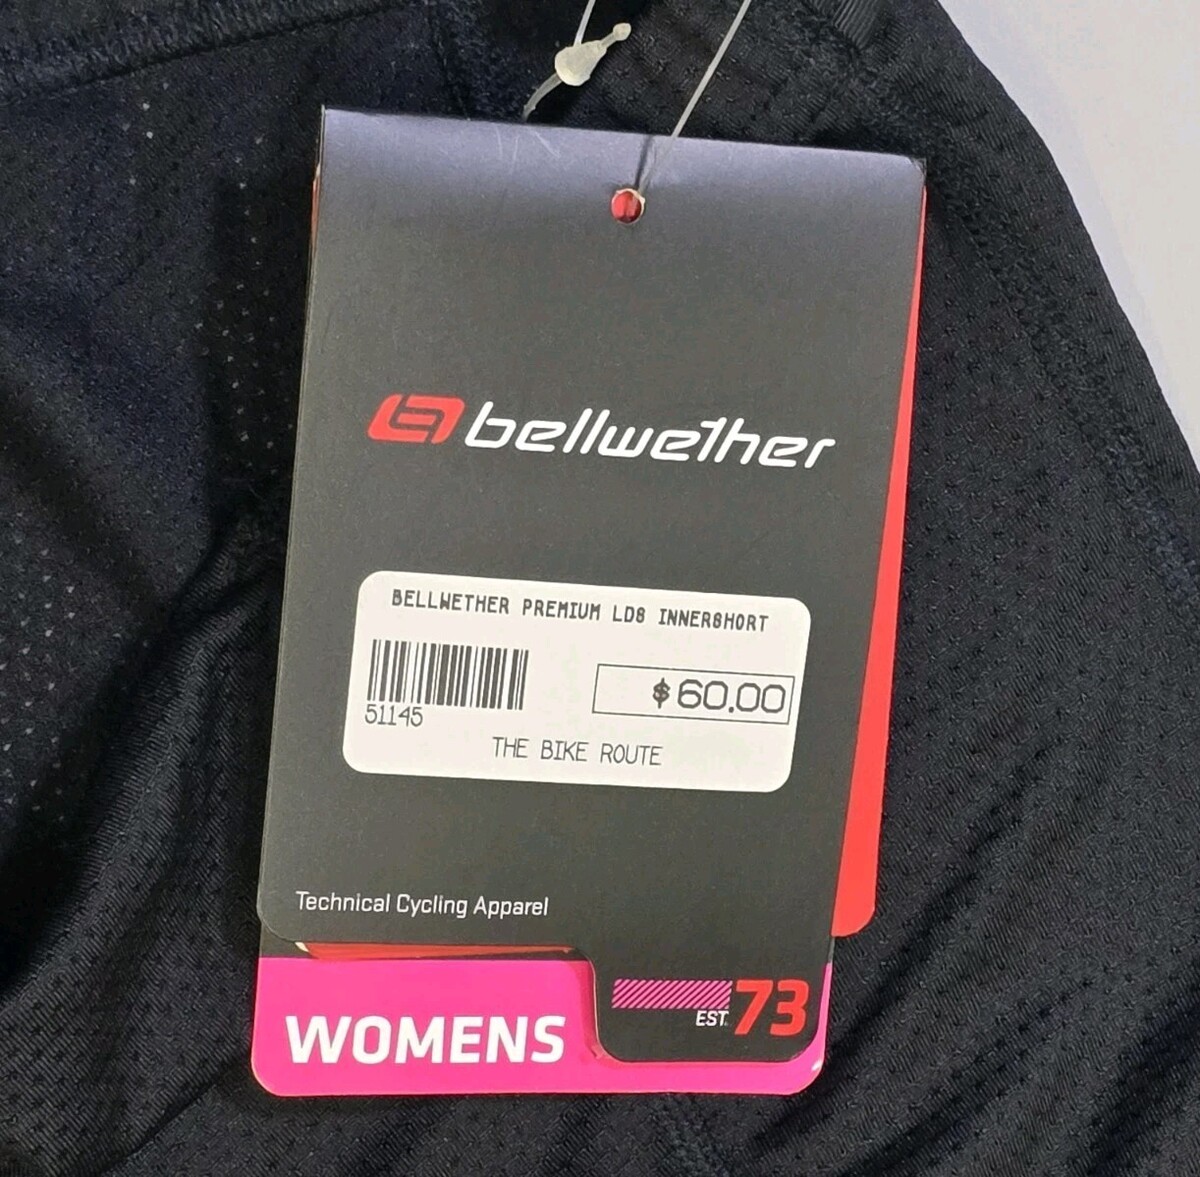 bellwether
BELLWETHER PREMIUM LDS INNERSHORT
$60.00
51145
THE BIKE ROUTE
Technical Cycling Apparel
WOMENS
EST. 73